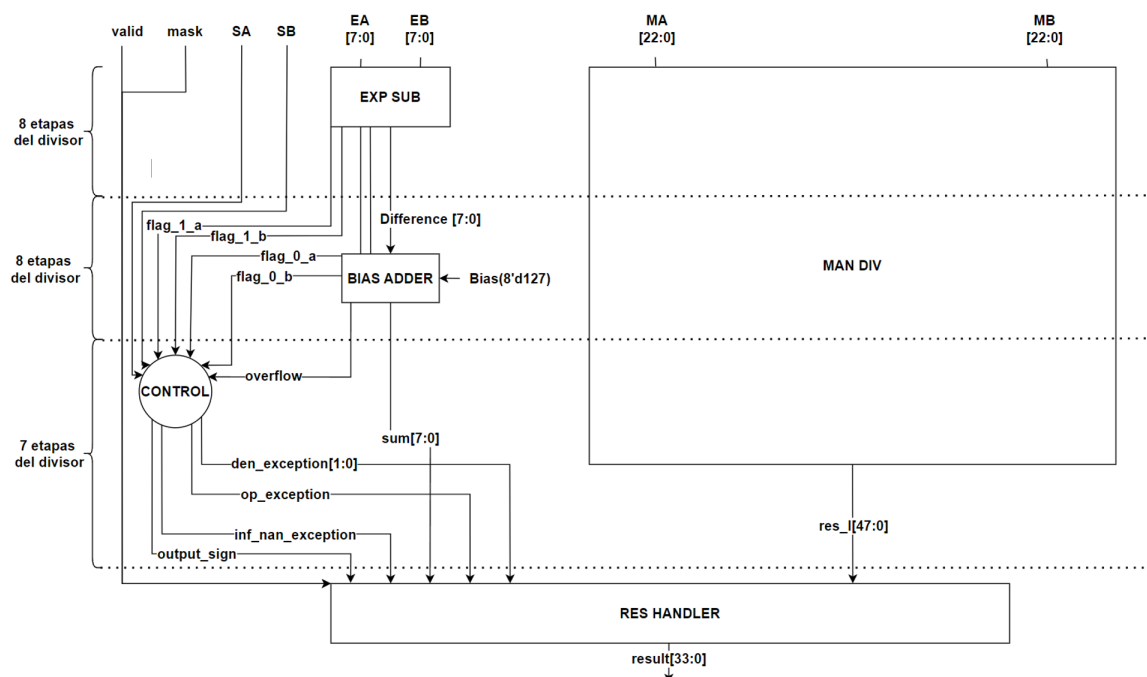 valid
mask
SA
SB
EA
[7:0]
EB
[7:0]
MA
[22:0]
MB
[22:0]
EXP SUB
8 etapas
del divisor
Difference [7:0]
flag_1_a
flag_1_b
flag_0_a
flag_0_b
8 etapas
del divisor
BIAS ADDER
Bias(8'd127)
MAN DIV
overflow
CONTROL
7 etapas
del divisor
sum[7:0]
den_exception[1:0]
op_exception
inf_nan_exception
output_sign
res_I[47:0]
RES HANDLER
result[33:0]